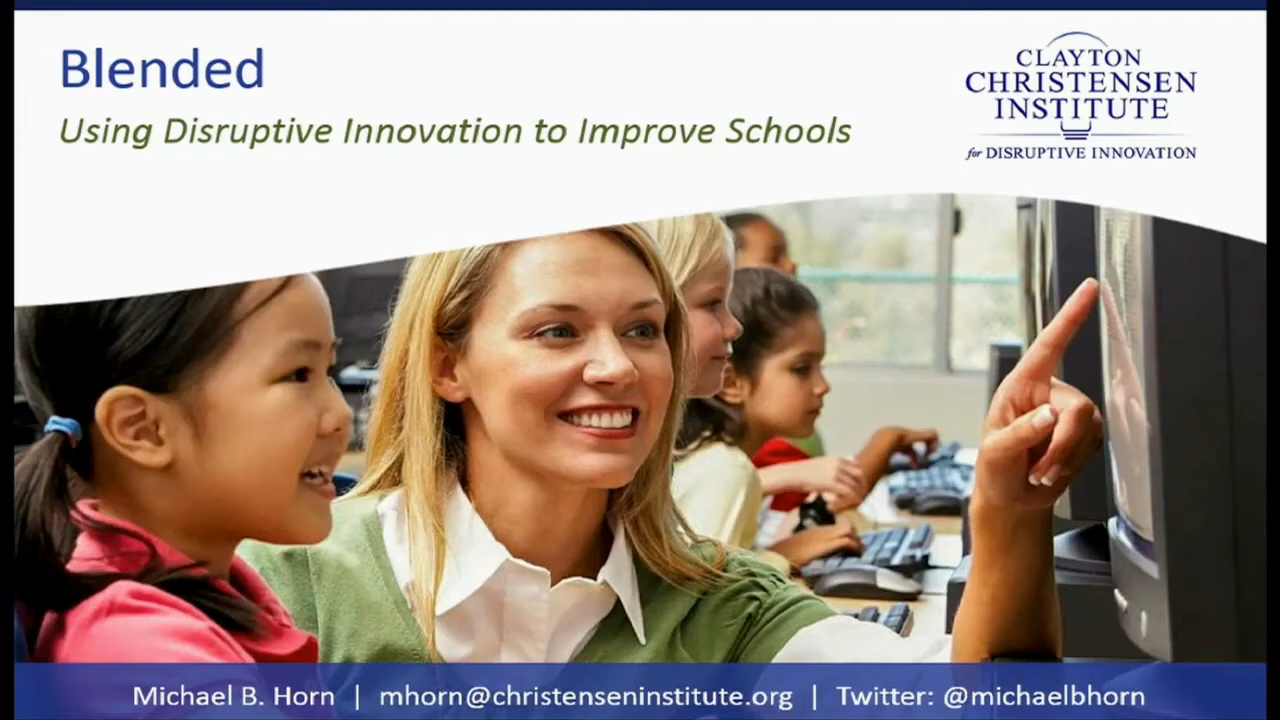 Blended
Using Disruptive Innovation to Improve Schools
CLAYTON
CHRISTENSEN
INSTITUTE
for DISRUPTIVE INNOVATION
Michael B. Horn | mhorn@christenseninstitute.org | Twitter: @michaelbhorn